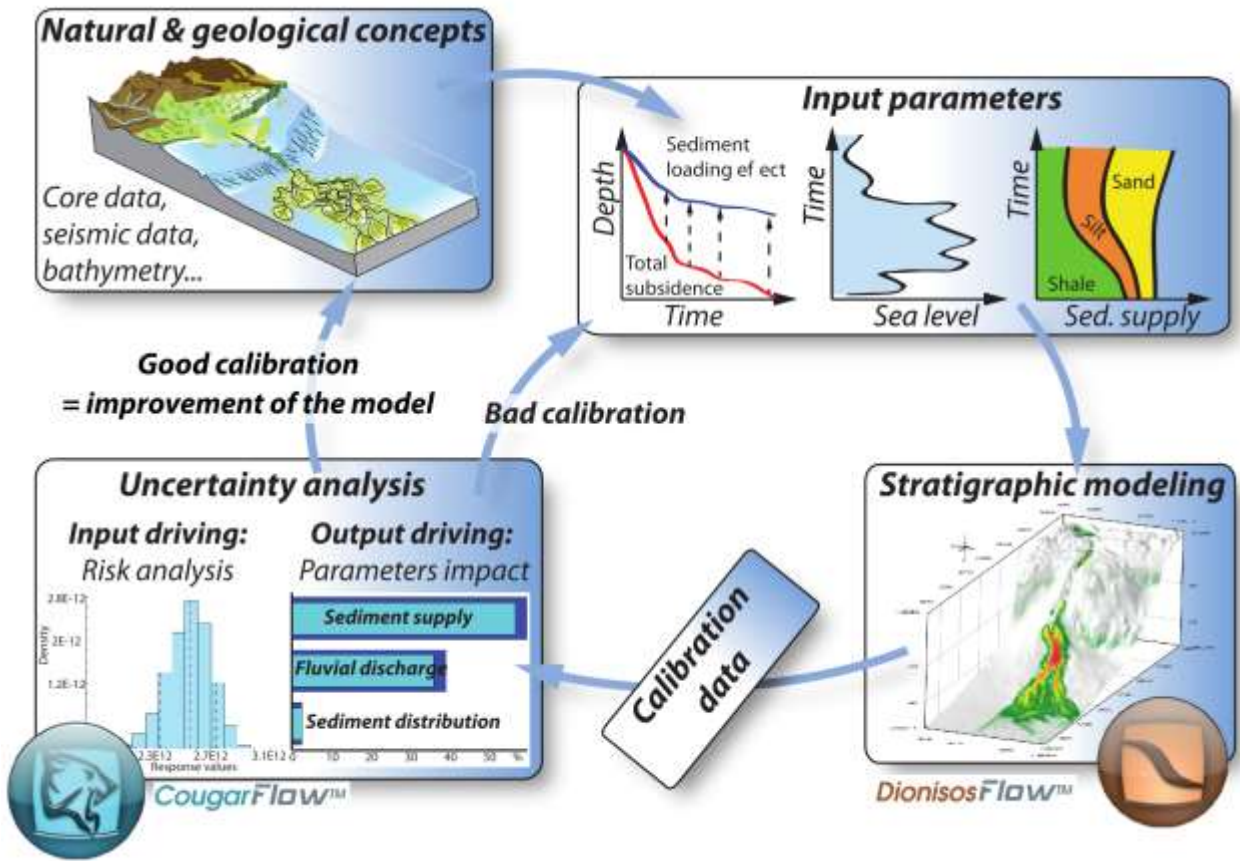 Natural & geological concepts
Core data,
seismic data,
bathymetry...
Input parameters
Depth
Sediment
loading ef ect
Total
subsidence
Time
Time
Sea level
Time
Shale
Silt
Sand
Sed. supply
Good calibration
= improvement of the model
Bad calibration
Uncertainty analysis
Input driving:
Risk analysis
Output driving:
Parameters impact
2.8E-12
2E-12
1.2E-12
Density
2.3E12
2.7E12
3.1E12
Response values
Sediment supply
Fluvial discharge
Sediment distribution
0
10
20
30
40
50
%
CougarFlow™
Calibration
data
Stratigraphic modeling
DionisosFlow™